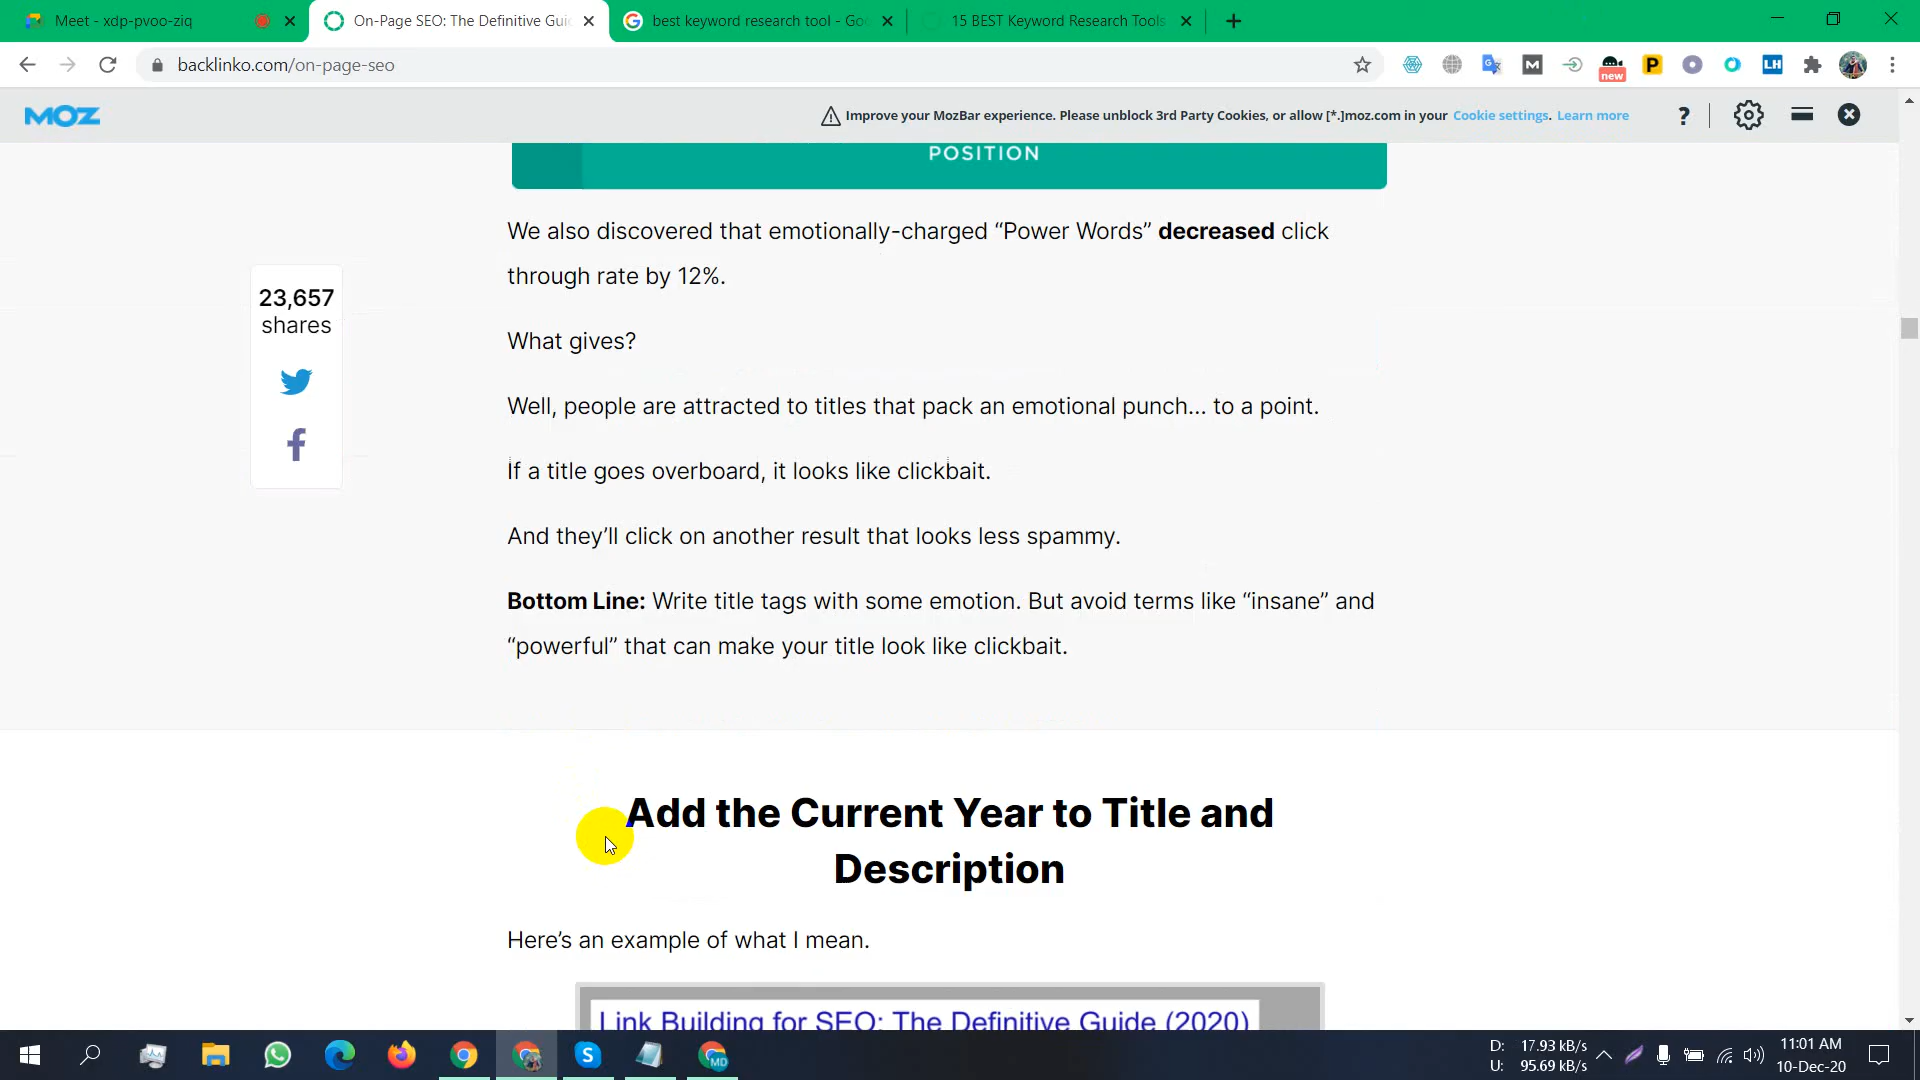 Meet - xdp-pvoo-ziq
On-Page SEO: The Definitive Gui
best keyword research tool - Goo
15 BEST Keyword Research Tools
backlinko.com/on-page-seo
new
P
M
LH
MOZ
Improve your MozBar experience. Please unblock 3rd Party Cookies, or allow [*.]moz.com in your Cookie settings. Learn more
?
POSITION
We also discovered that emotionally-charged “Power Words” decreased click
through rate by 12%.
23,657
shares
What gives?
Well, people are attracted to titles that pack an emotional punch… to a point.
If a title goes overboard, it looks like clickbait.
And they’ll click on another result that looks less spammy.
Bottom Line: Write title tags with some emotion. But avoid terms like “insane” and
“powerful” that can make your title look like clickbait.
Add the Current Year to Title and
Description
Here’s an example of what I mean.
Link Building for SEO: The Definitive Guide (2020)
MD
D: 17.93 kB/s
U: 95.69 kB/s
11:01 AM
10-Dec-20